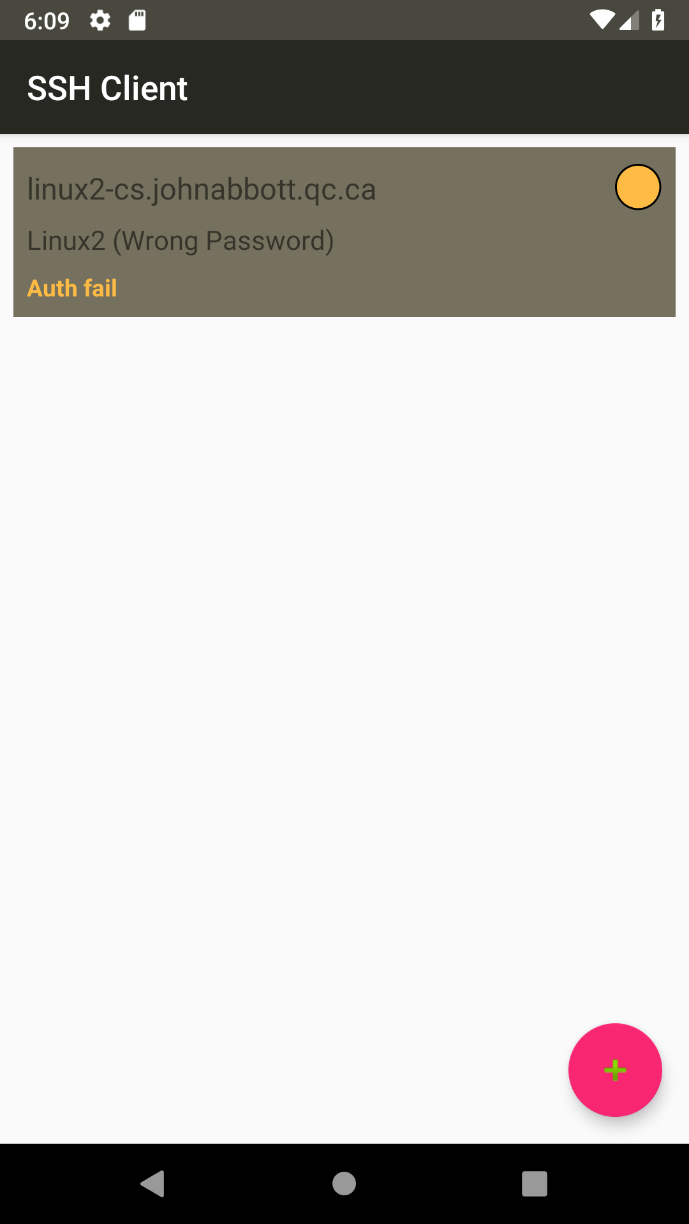 6:09
SSH Client
linux2-cs.johnabbott.qc.ca
Linux2 (Wrong Password)
Auth fail